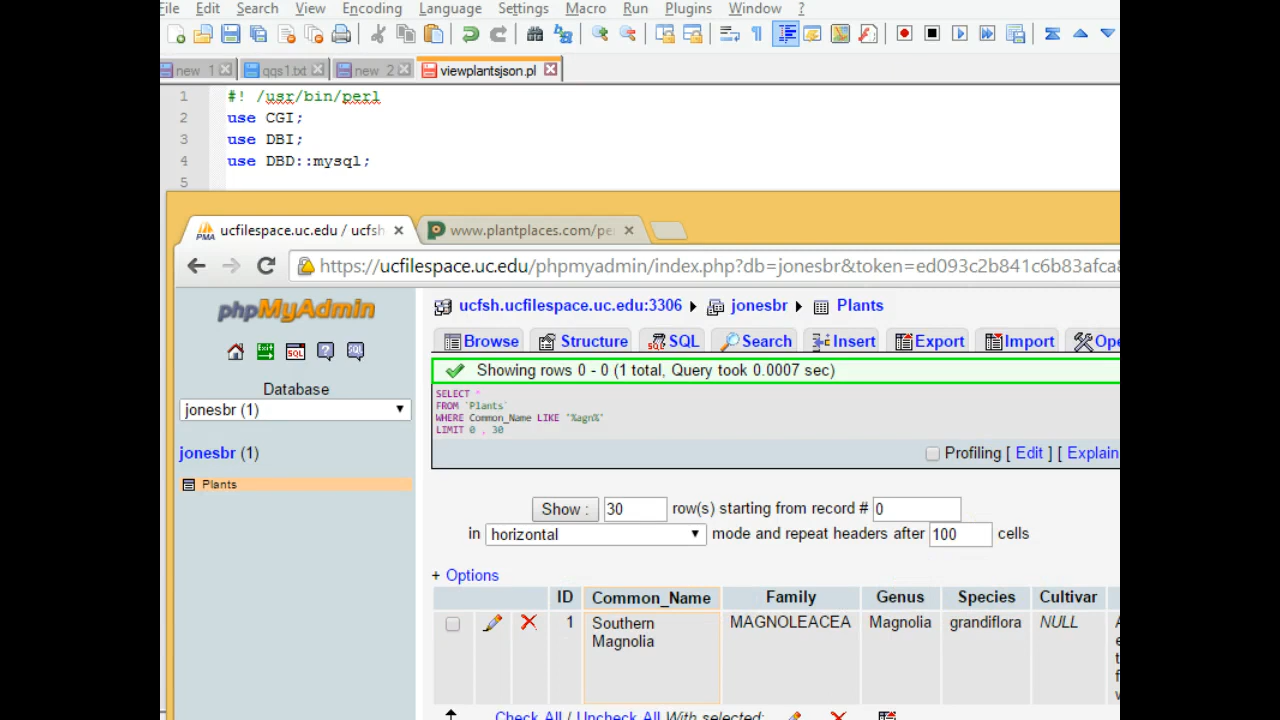 File Edit Search View Encoding Language Settings Macro Run Plugins Window ?
new 1 qgs1.txt new 2 viewplantsjson.pl
1 #! /usr/bin/perl
2 use CGI;
3 use DBI;
4 use DBD::mysql;
5
PMA ucfilespace.uc.edu / ucfsh www.plantplaces.com/pe
https://ucfilespace.uc.edu/phpmyadmin/index.php?db=jonesbr&token=ed093c2b841c6b83afca8
phpMyAdmin
Database
jonesbr (1)
jonesbr (1)
Plants
ucfsh.ucfilespace.uc.edu:3306 jonesbr Plants
Browse Structure SQL Search Insert Export Import Ope
Showing rows 0 - 0 (1 total, Query took 0.0007 sec)
SELECT *
FROM `Plants`
WHERE Common_Name LIKE '%agn%'
LIMIT 0 , 30
Profiling [ Edit ] [ Explain
Show : 30 row(s) starting from record # 0
in horizontal mode and repeat headers after 100 cells
+ Options
ID Common_Name Family Genus Species Cultivar
1 Southern Magnolia MAGNOLEACEA Magnolia grandiflora NULL
Check All / Uncheck All With selected: